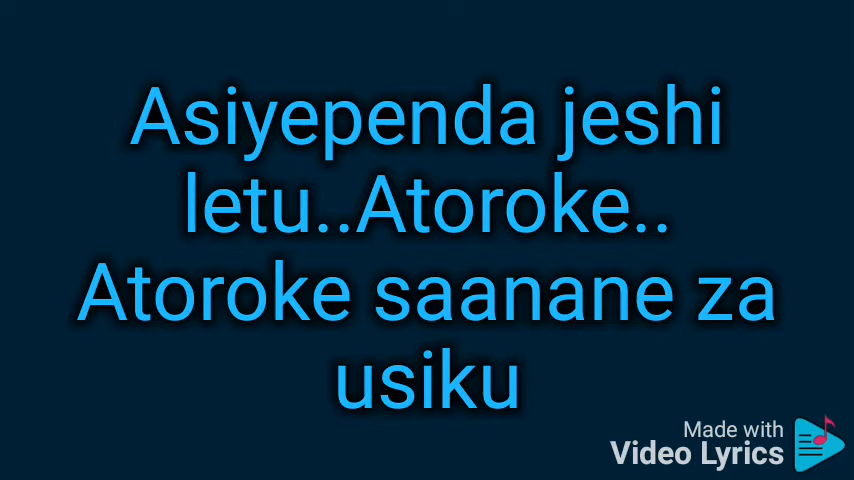 Asiyependa jeshi
letu..Atoroke..
Atoroke saanane za
usiku
Made with
Video Lyrics